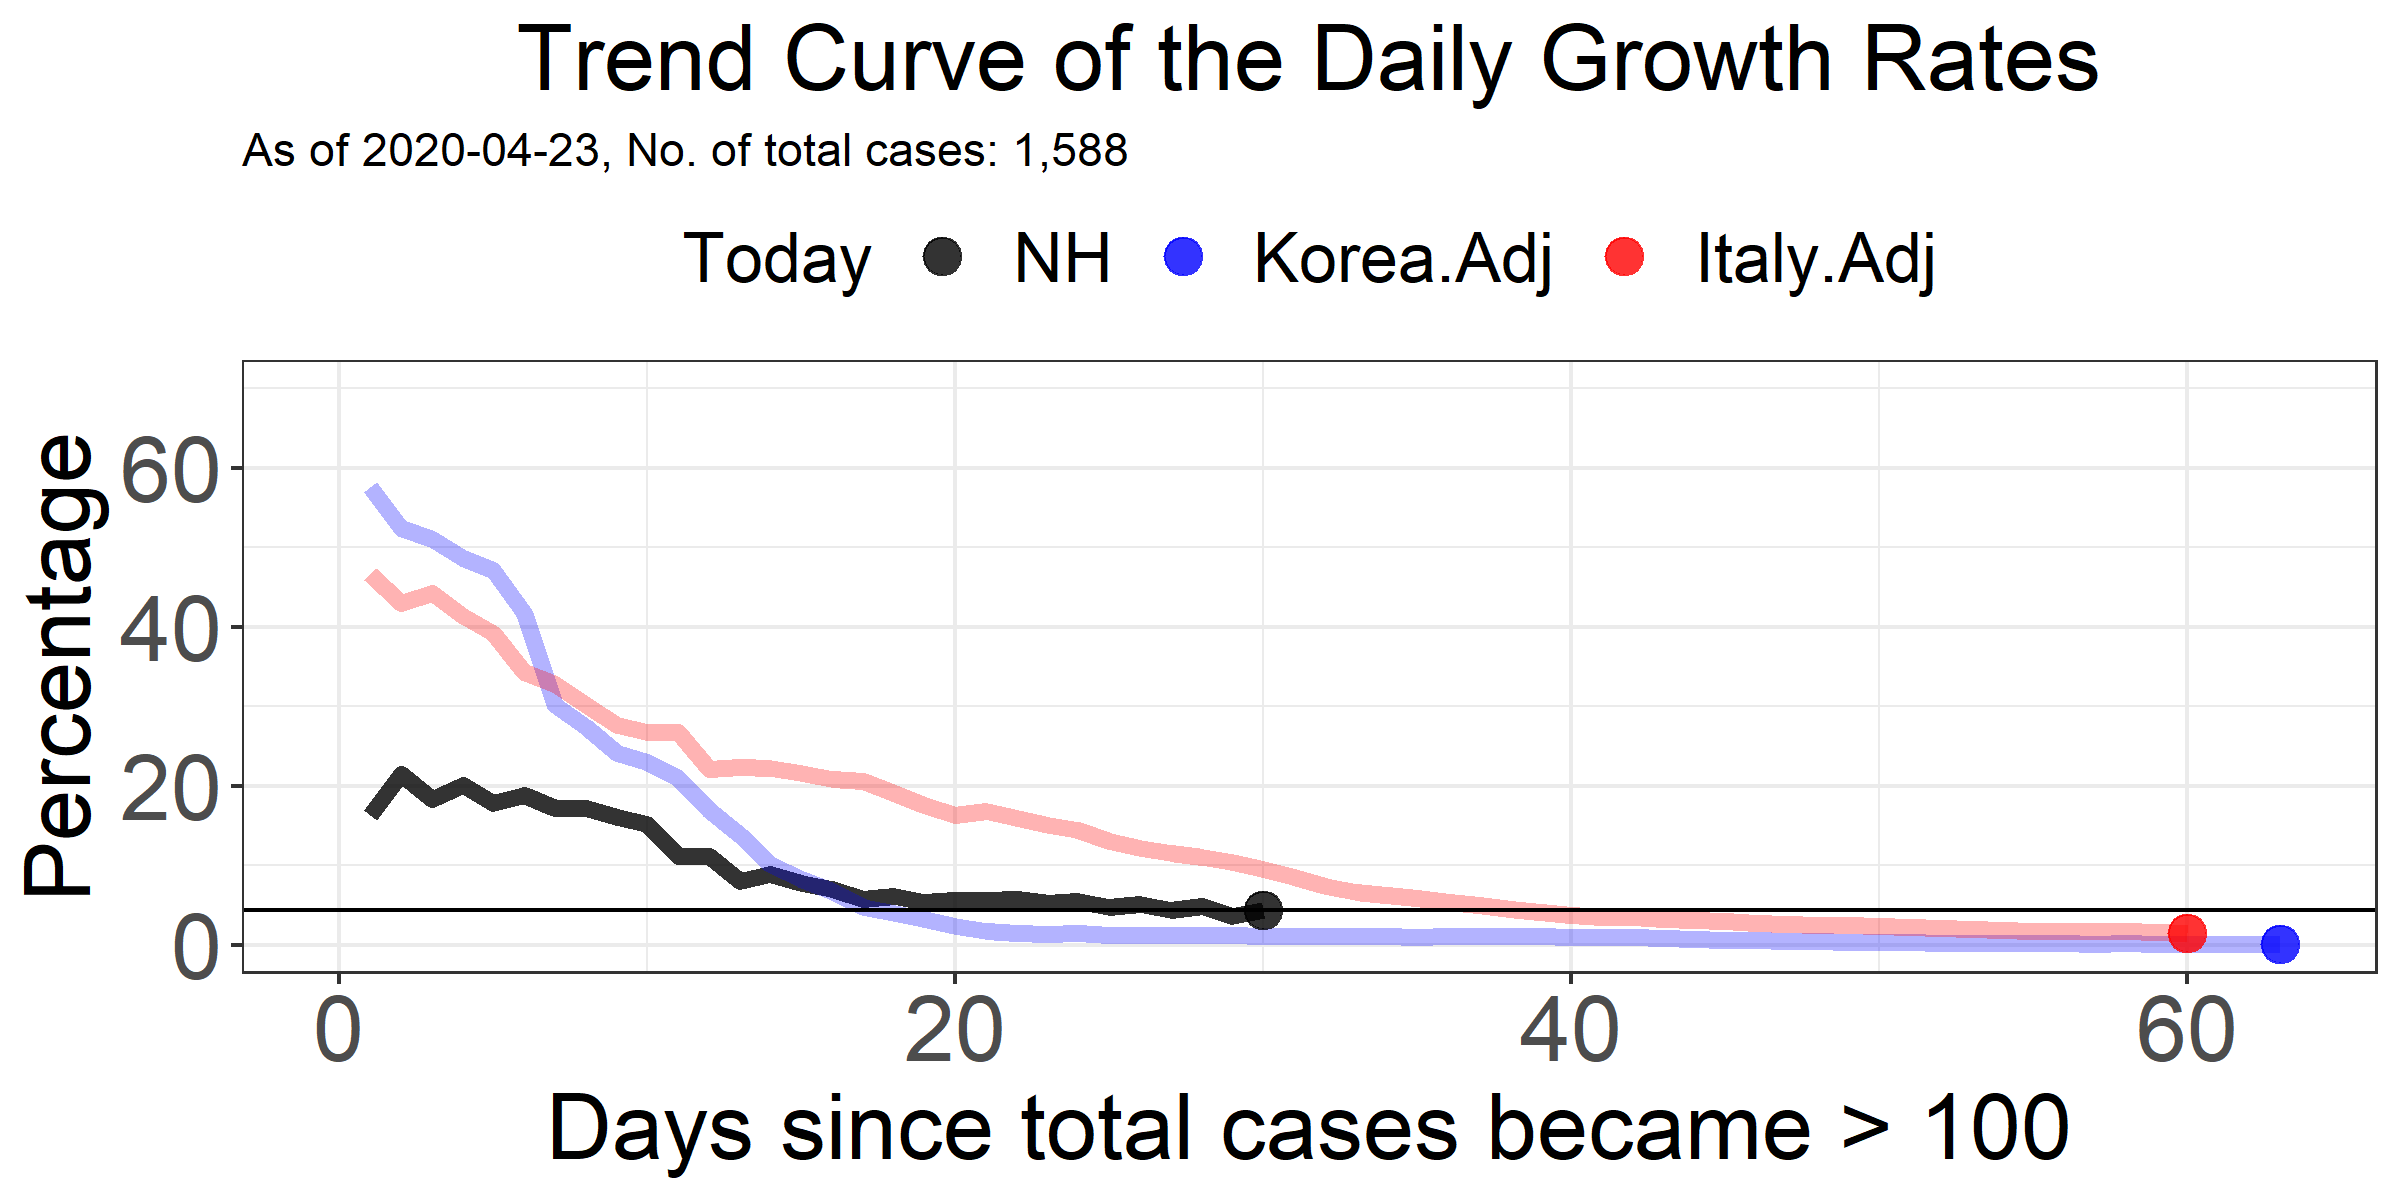 Trend Curve of the Daily Growth Rates
As of 2020-04-23, No. of total cases: 1,588
Today NH Korea.Adj Italy.Adj
Percentage
60
40
20
0
0 20 40 60
Days since total cases became > 100